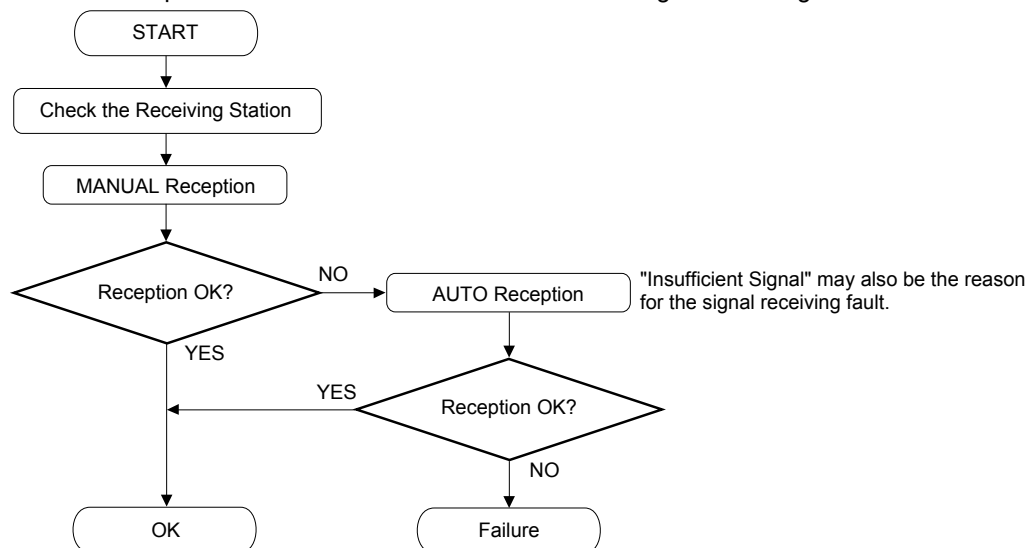 START
Check the Receiving Station
MANUAL Reception
Reception OK?
NO
AUTO Reception
"Insufficient Signal" may also be the reason
for the signal receiving fault.
YES
YES
Reception OK?
NO
OK
Failure